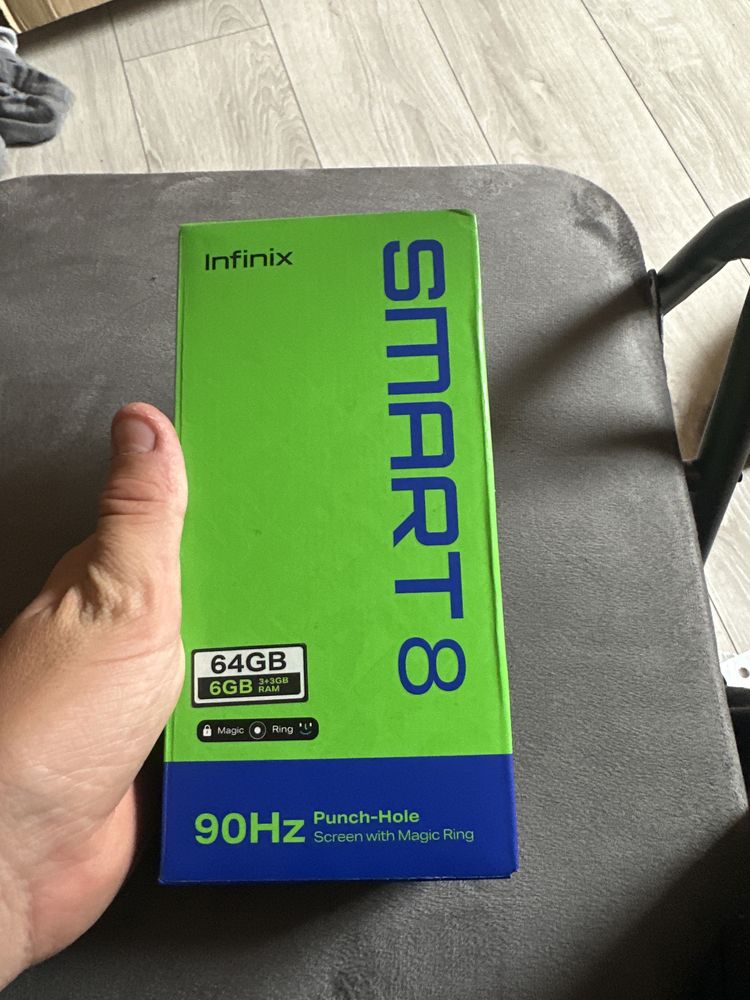 Infinix
SMART 8
64GB
6GB 3+3GB RAM
Magic Ring
90Hz Punch-Hole
Screen with Magic Ring